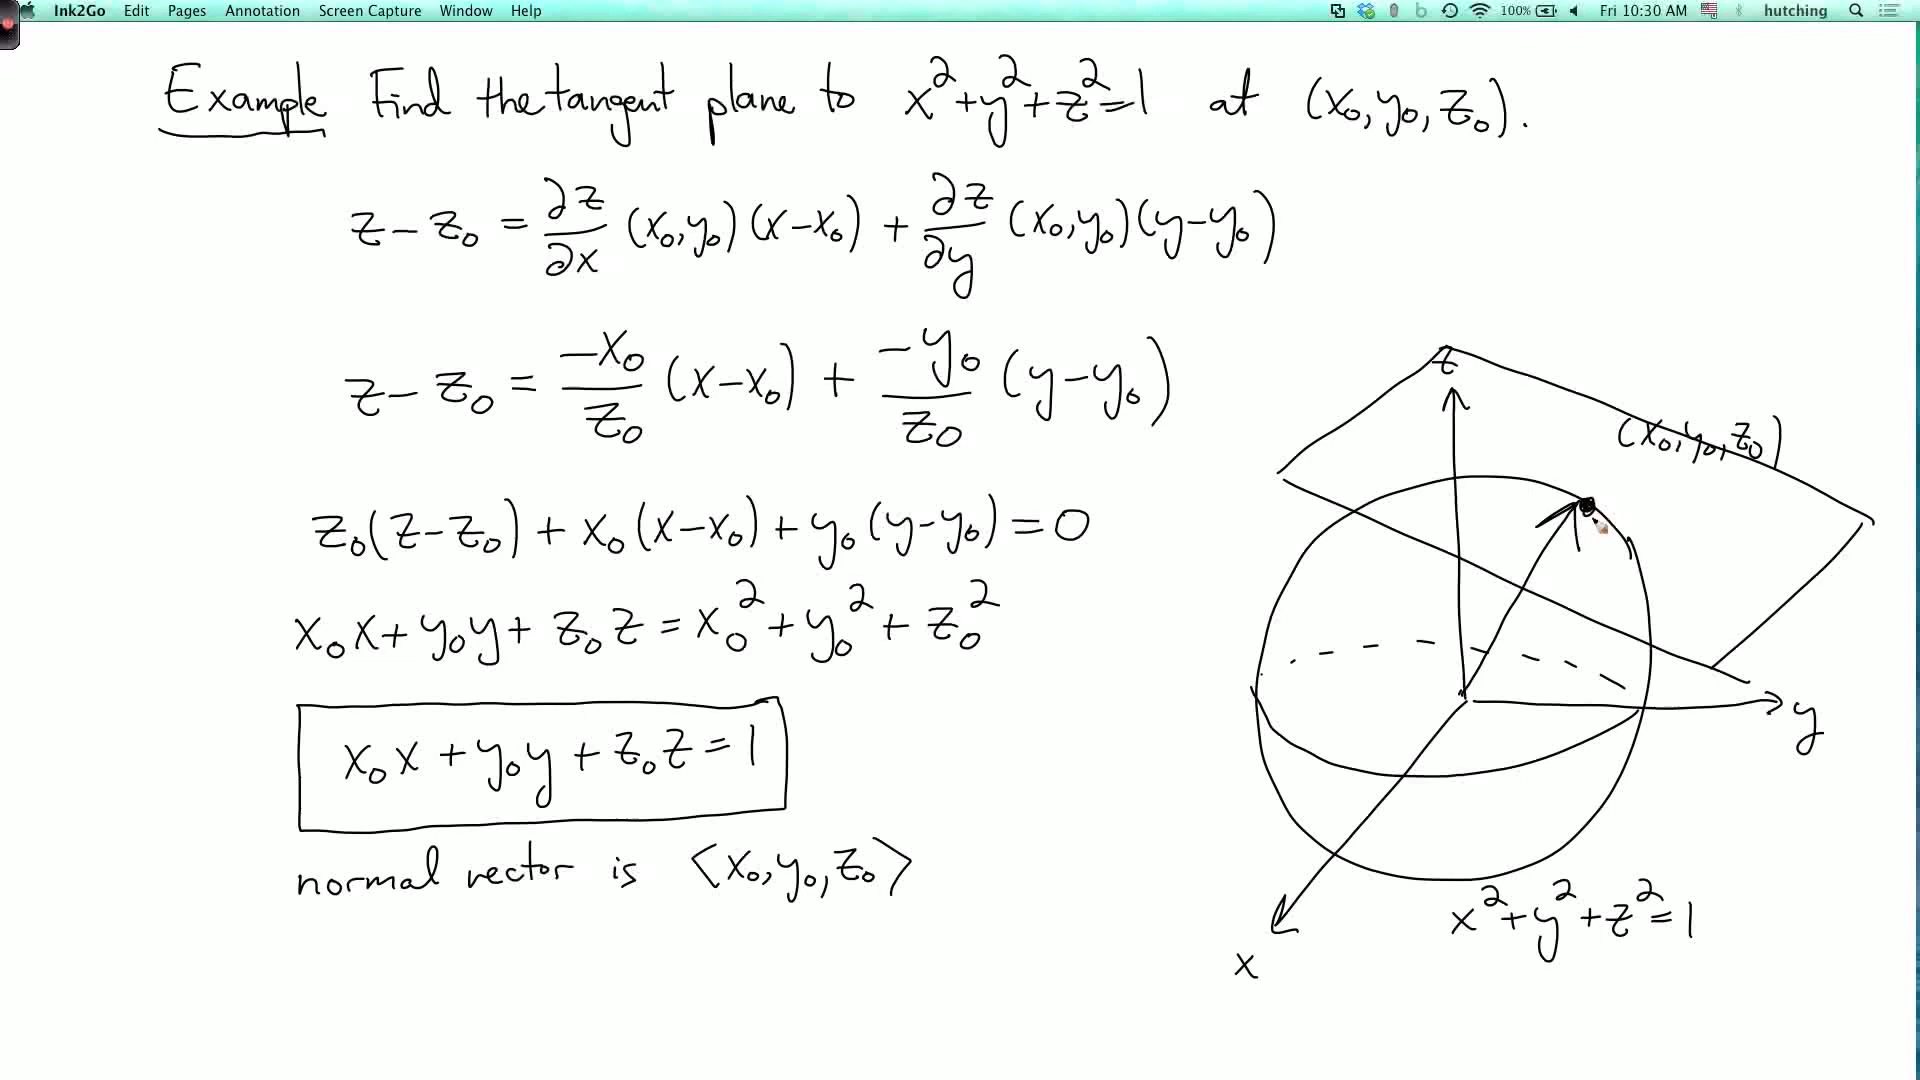 Ink2Go Edit Pages Annotation Screen Capture Window Help 100% Fri 10:30 AM hutching
Example Find the tangent plane to x²+y²+z²=1 at (x₀,y₀,z₀).
z−z₀ = ∂z/∂x (x₀,y₀)(x−x₀) + ∂z/∂y (x₀,y₀)(y−y₀)
z−z₀ = −x₀/z₀ (x−x₀) + −y₀/z₀ (y−y₀)
z₀(z−z₀) + x₀(x−x₀) + y₀(y−y₀) = 0
x₀x + y₀y + z₀z = x₀² + y₀² + z₀²
x₀x + y₀y + z₀z = 1
normal vector is ⟨x₀,y₀,z₀⟩
z
(x₀,y₀,z₀)
y
x²+y²+z²=1
x